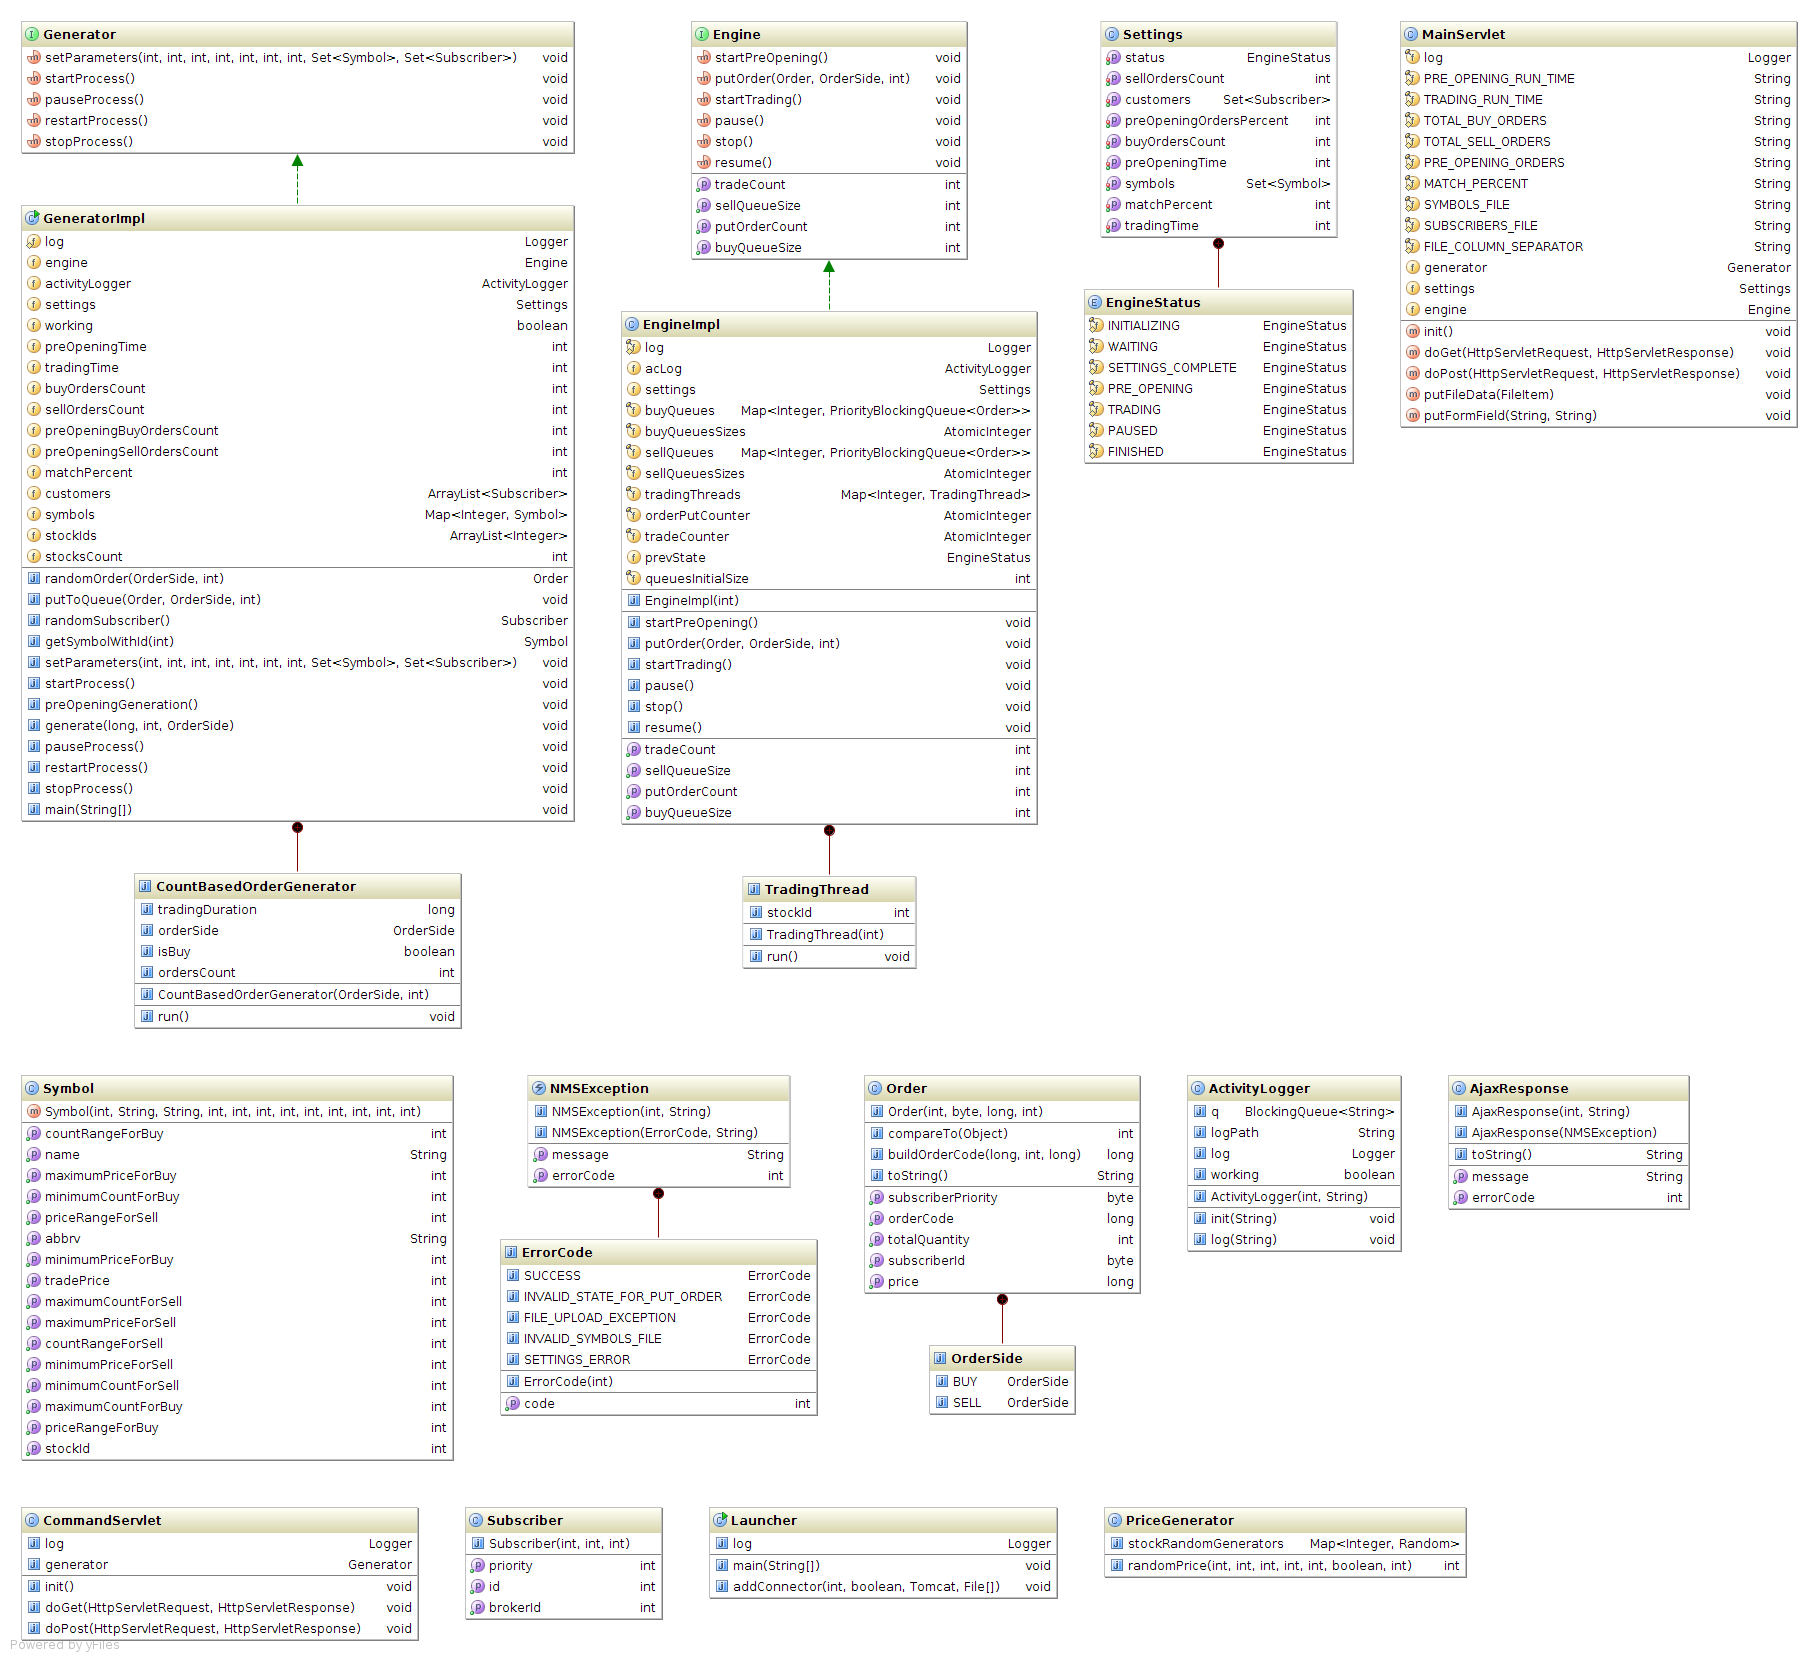 Generator
setParameters(int, int, int, int, int, int, int, Set<Symbol>, Set<Subscriber>) void
startProcess() void
pauseProcess() void
restartProcess() void
stopProcess() void
GeneratorImpl
log Logger
engine Engine
activityLogger ActivityLogger
settings Settings
working boolean
preOpeningTime int
tradingTime int
buyOrdersCount int
sellOrdersCount int
preOpeningBuyOrdersCount int
preOpeningSellOrdersCount int
matchPercent int
customers ArrayList<Subscriber>
symbols Map<Integer, Symbol>
stockIds ArrayList<Integer>
stocksCount int
randomOrder(OrderSide, int) Order
putToQueue(Order, OrderSide, int) void
randomSubscriber() Subscriber
getSymbolWithId(int) Symbol
setParameters(int, int, int, int, int, int, int, Set<Symbol>, Set<Subscriber>) void
startProcess() void
preOpeningGeneration() void
generate(long, int, OrderSide) void
pauseProcess() void
restartProcess() void
stopProcess() void
main(String[]) void
CountBasedOrderGenerator
tradingDuration long
orderSide OrderSide
isBuy boolean
ordersCount int
CountBasedOrderGenerator(OrderSide, int)
run() void
Engine
startPreOpening() void
putOrder(Order, OrderSide, int) void
startTrading() void
pause() void
stop() void
resume() void
tradeCount int
sellQueueSize int
putOrderCount int
buyQueueSize int
EngineImpl
log Logger
acLog ActivityLogger
settings Settings
buyQueues Map<Integer, PriorityBlockingQueue<Order>>
buyQueuesSizes AtomicInteger
sellQueues Map<Integer, PriorityBlockingQueue<Order>>
sellQueuesSizes AtomicInteger
tradingThreads Map<Integer, TradingThread>
orderPutCounter AtomicInteger
tradeCounter AtomicInteger
prevState EngineStatus
queuesInitialSize int
EngineImpl(int)
startPreOpening() void
putOrder(Order, OrderSide, int) void
startTrading() void
pause() void
stop() void
resume() void
tradeCount int
sellQueueSize int
putOrderCount int
buyQueueSize int
TradingThread
stockId int
TradingThread(int)
run() void
Settings
status EngineStatus
sellOrdersCount int
customers Set<Subscriber>
preOpeningOrdersPercent int
buyOrdersCount int
preOpeningTime int
symbols Set<Symbol>
matchPercent int
tradingTime int
EngineStatus
INITIALIZING EngineStatus
WAITING EngineStatus
SETTINGS_COMPLETE EngineStatus
PRE_OPENING EngineStatus
TRADING EngineStatus
PAUSED EngineStatus
FINISHED EngineStatus
MainServlet
log Logger
PRE_OPENING_RUN_TIME String
TRADING_RUN_TIME String
TOTAL_BUY_ORDERS String
TOTAL_SELL_ORDERS String
PRE_OPENING_ORDERS String
MATCH_PERCENT String
SYMBOLS_FILE String
SUBSCRIBERS_FILE String
FILE_COLUMN_SEPARATOR String
generator Generator
settings Settings
engine Engine
init() void
doGet(HttpServletRequest, HttpServletResponse) void
doPost(HttpServletRequest, HttpServletResponse) void
putFileData(FileItem) void
putFormField(String, String) void
Symbol
Symbol(int, String, String, int, int, int, int, int, int, int, int, int)
countRangeForBuy int
name String
maximumPriceForBuy int
minimumCountForBuy int
priceRangeForSell int
abbrv String
minimumPriceForBuy int
tradePrice int
maximumCountForSell int
maximumPriceForSell int
countRangeForSell int
minimumPriceForSell int
minimumCountForSell int
maximumCountForBuy int
priceRangeForBuy int
stockId int
NMSException
NMSException(int, String)
NMSException(ErrorCode, String)
message String
errorCode int
ErrorCode
SUCCESS ErrorCode
INVALID_STATE_FOR_PUT_ORDER ErrorCode
FILE_UPLOAD_EXCEPTION ErrorCode
INVALID_SYMBOLS_FILE ErrorCode
SETTINGS_ERROR ErrorCode
ErrorCode(int)
code int
Order
Order(int, byte, long, int)
compareTo(Object) int
buildOrderCode(long, int, long) long
toString() String
subscriberPriority byte
orderCode long
totalQuantity int
subscriberId byte
price long
OrderSide
BUY OrderSide
SELL OrderSide
ActivityLogger
q BlockingQueue<String>
logPath String
log Logger
working boolean
ActivityLogger(int, String)
init(String) void
log(String) void
AjaxResponse
AjaxResponse(int, String)
AjaxResponse(NMSException)
toString() String
message String
errorCode int
CommandServlet
log Logger
generator Generator
init() void
doGet(HttpServletRequest, HttpServletResponse) void
doPost(HttpServletRequest, HttpServletResponse) void
Subscriber
Subscriber(int, int, int)
priority int
id int
brokerId int
Launcher
log Logger
main(String[]) void
addConnector(int, boolean, Tomcat, File[]) void
PriceGenerator
stockRandomGenerators Map<Integer, Random>
randomPrice(int, int, int, int, int, boolean, int) int
Powered by yFiles